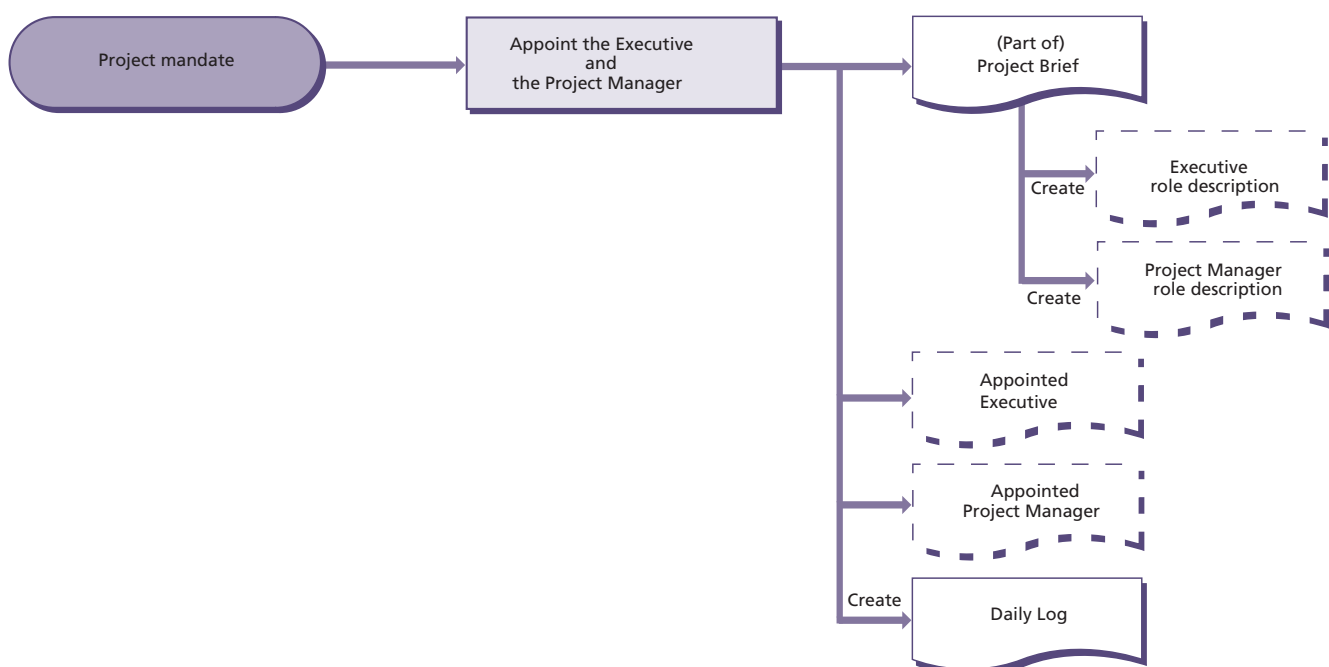 Project mandate
Appoint the Executive
and
the Project Manager
(Part of)
Project Brief
Create
Executive
role description
Create
Project Manager
role description
Appointed
Executive
Appointed
Project Manager
Create
Daily Log